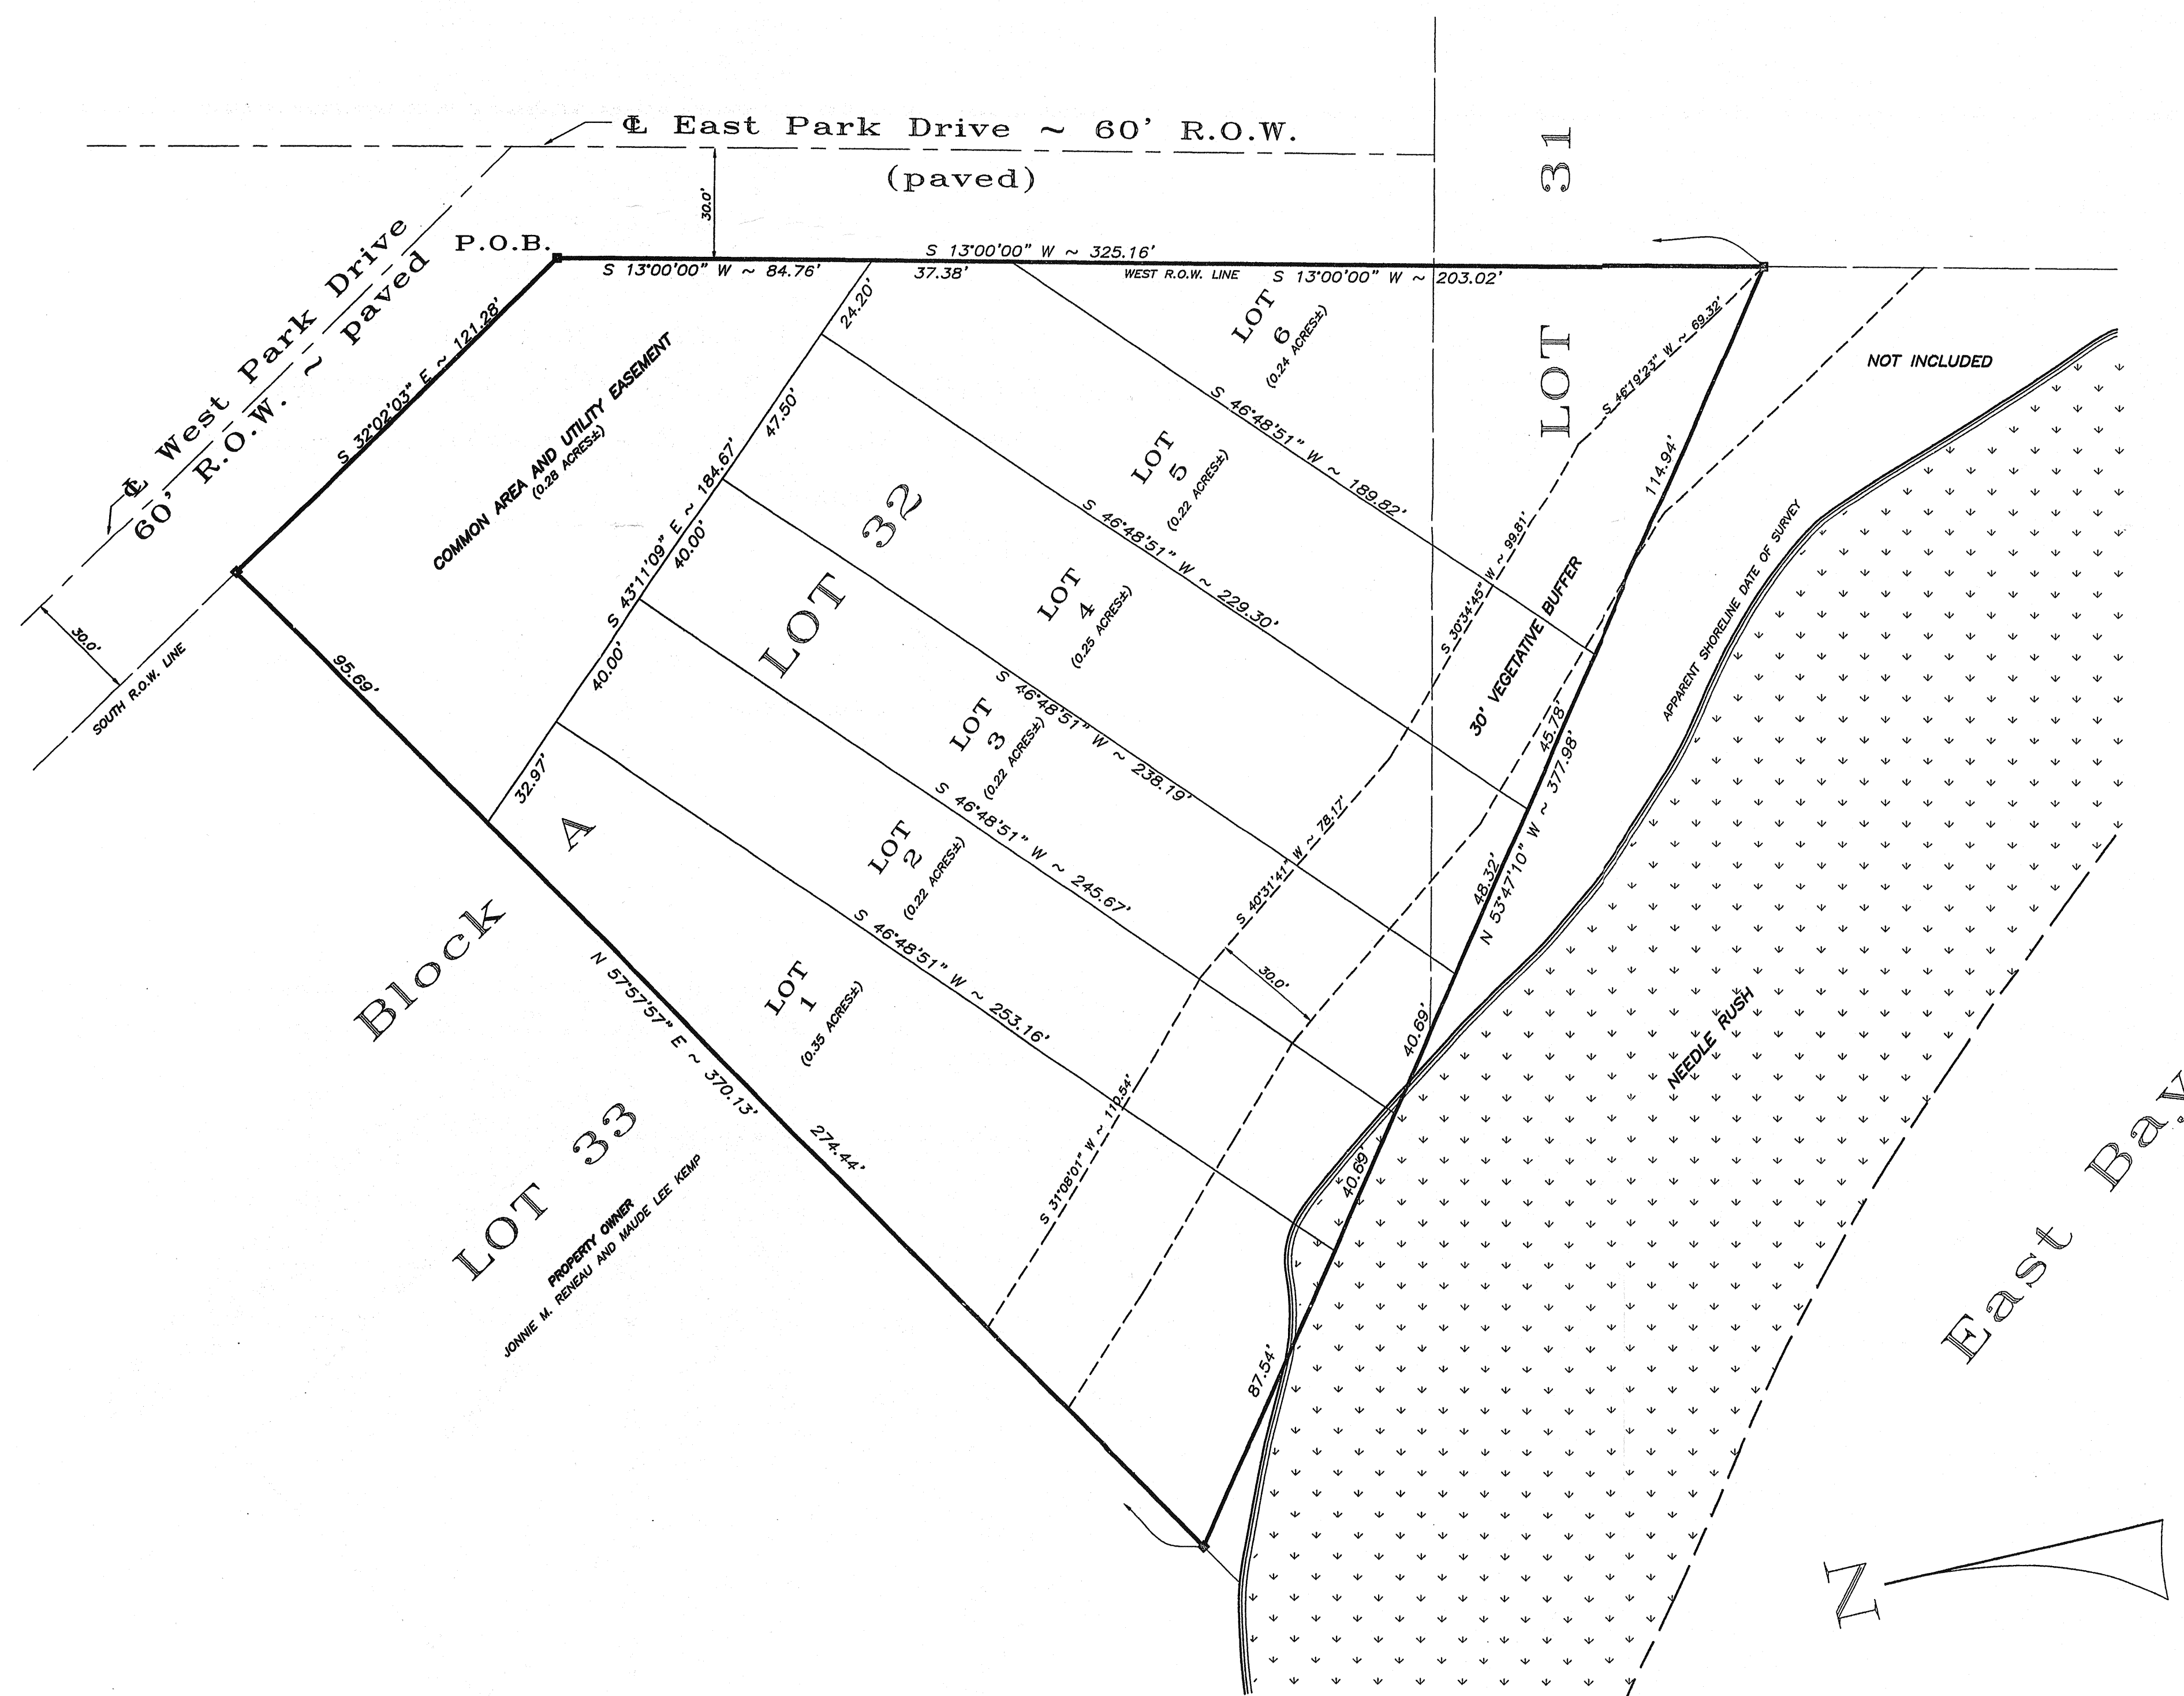 ℄ East Park Drive ~ 60' R.O.W.
(paved)
30.0'
℄ West Park Drive
60' R.O.W. ~ paved
P.O.B.
S 13°00'00" W ~ 325.16'
S 13°00'00" W ~ 84.76'
37.38'
WEST R.O.W. LINE
S 13°00'00" W ~ 203.02'
LOT 31
S 32°02'03" E ~ 121.28'
30.0'
SOUTH R.O.W. LINE
COMMON AREA AND UTILITY EASEMENT
(0.28 ACRES±)
24.20'
47.50'
S 43°11'09" E ~ 184.67'
40.00'
40.00'
32.97'
95.69'
LOT 32
LOT
6
(0.24 ACRES±)
S 46°48'51" W ~ 189.82'
LOT
5
(0.22 ACRES±)
S 46°48'51" W ~ 229.30'
LOT
4
(0.25 ACRES±)
S 46°48'51" W ~ 238.19'
LOT
3
(0.22 ACRES±)
S 46°48'51" W ~ 245.67'
LOT
2
(0.22 ACRES±)
S 46°48'51" W ~ 253.16'
LOT
1
(0.35 ACRES±)
S 46°19'23" W ~ 69.32'
S 30°34'45" W ~ 99.81'
S 40°31'41" W ~ 78.17'
S 31°08'01" W ~ 110.54'
30' VEGETATIVE BUFFER
30.0'
114.94'
45.78'
N 53°47'10" W ~ 377.98'
48.32'
40.69'
40.69'
87.54'
NOT INCLUDED
APPARENT SHORELINE DATE OF SURVEY
NEEDLE RUSH
East Bay
Block A
N 57°57'57" E ~ 370.13'
274.44'
LOT 33
PROPERTY OWNER
JONNIE M. RENEAU AND MAUDE LEE KEMP
N